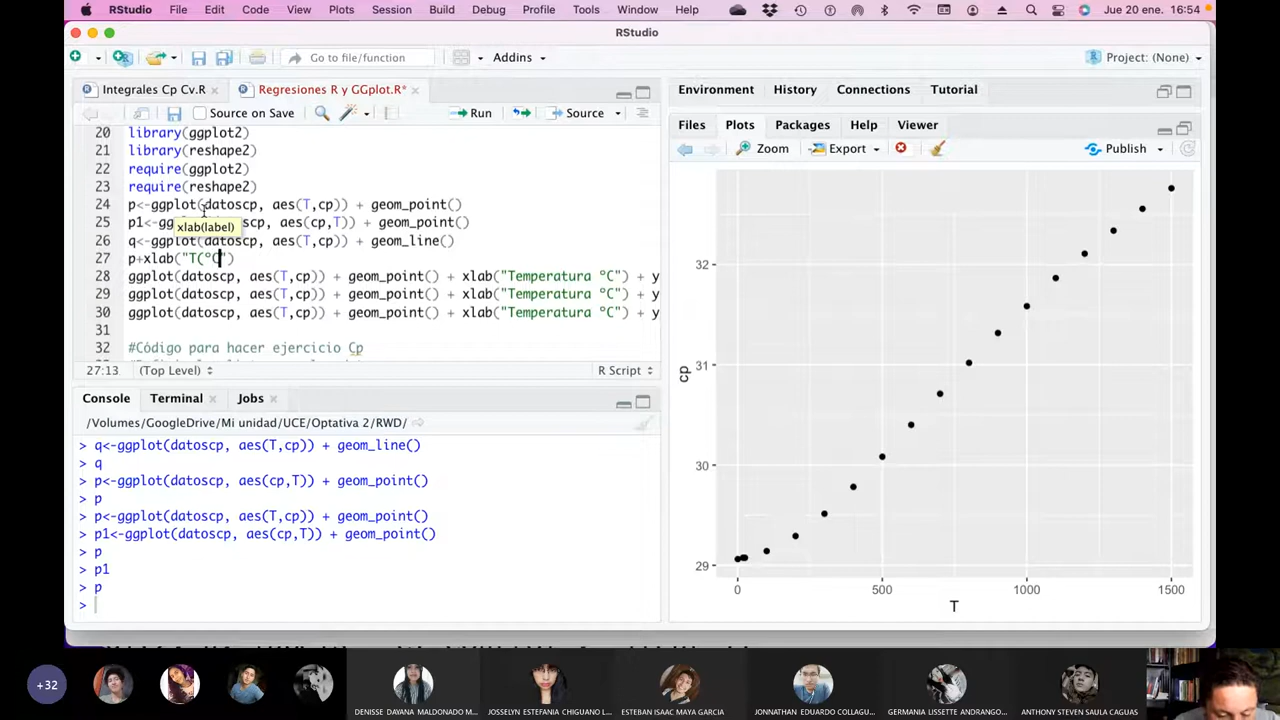 RStudio File Edit Code View Plots Session Build Debug Profile Tools Window Help Jue 20 ene. 16:54
RStudio
Go to file/function Addins Project: (None)
Integrales Cp Cv.R Regresiones R y GGplot.R*
Source on Save Run Source
20 library(ggplot2)
21 library(reshape2)
22 require(ggplot2)
23 require(reshape2)
24 p<-ggplot(datoscp, aes(T,cp)) + geom_point()
25 p1<-ggp scp, aes(cp,T)) + geom_point()
xlab(label)
26 q<-ggplot(datoscp, aes(T,cp)) + geom_line()
27 p+xlab("T(ºC")
28 ggplot(datoscp, aes(T,cp)) + geom_point() + xlab("Temperatura ºC") + y
29 ggplot(datoscp, aes(T,cp)) + geom_point() + xlab("Temperatura ºC") + y
30 ggplot(datoscp, aes(T,cp)) + geom_point() + xlab("Temperatura ºC") + y
31
32 #Código para hacer ejercicio Cp
27:13 (Top Level) R Script
Console Terminal Jobs
/Volumes/GoogleDrive/Mi unidad/UCE/Optativa 2/RWD/
> q<-ggplot(datoscp, aes(T,cp)) + geom_line()
> q
> p<-ggplot(datoscp, aes(cp,T)) + geom_point()
> p
> p<-ggplot(datoscp, aes(T,cp)) + geom_point()
> p1<-ggplot(datoscp, aes(cp,T)) + geom_point()
> p
> p1
> p
>
Environment History Connections Tutorial
Files Plots Packages Help Viewer
Zoom Export Publish
32
31
30
29
cp
0 500 1000 1500
T
+32
DENISSE DAYANA MALDONADO M...
JOSSELYN ESTEFANIA CHIGUANO L...
ESTEBAN ISAAC MAYA GARCIA
JONNATHAN EDUARDO COLLAGU...
GERMANIA LISSETTE ANDRANGO...
ANTHONY STEVEN SAULA CAGUAS